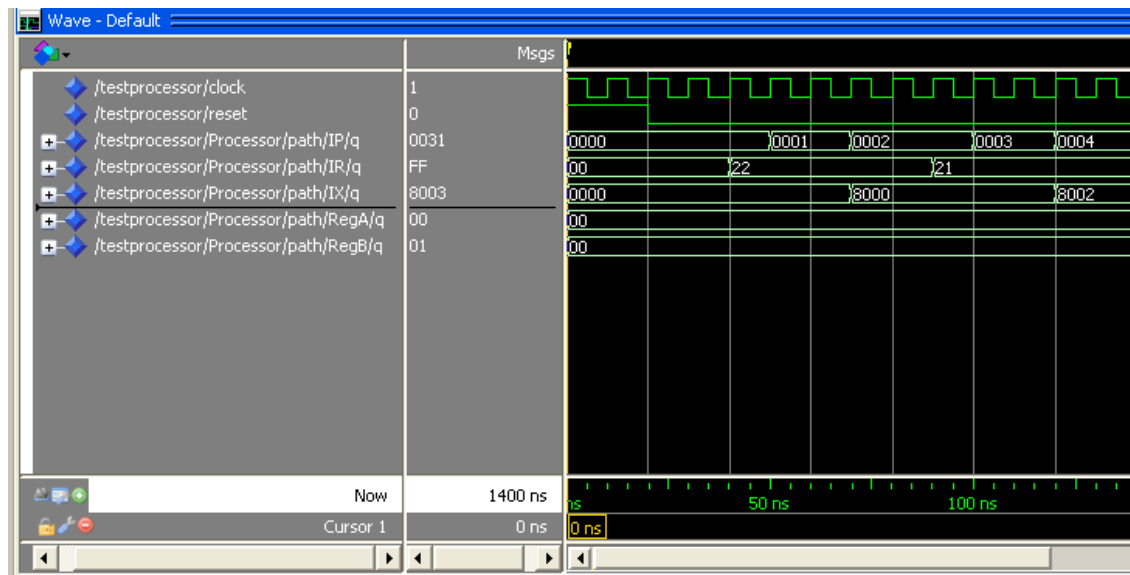 Wave - Default
Msgs
/testprocessor/clock 1
/testprocessor/reset 0
/testprocessor/Processor/path/IP/q 0031 0000 0001 0002 0003 0004
/testprocessor/Processor/path/IR/q FF 00 22 21
/testprocessor/Processor/path/IX/q 8003 0000 8000 8002
/testprocessor/Processor/path/RegA/q 00 00
/testprocessor/Processor/path/RegB/q 01 00
Now 1400 ns ns 50 ns 100 ns
Cursor 1 0 ns 0 ns